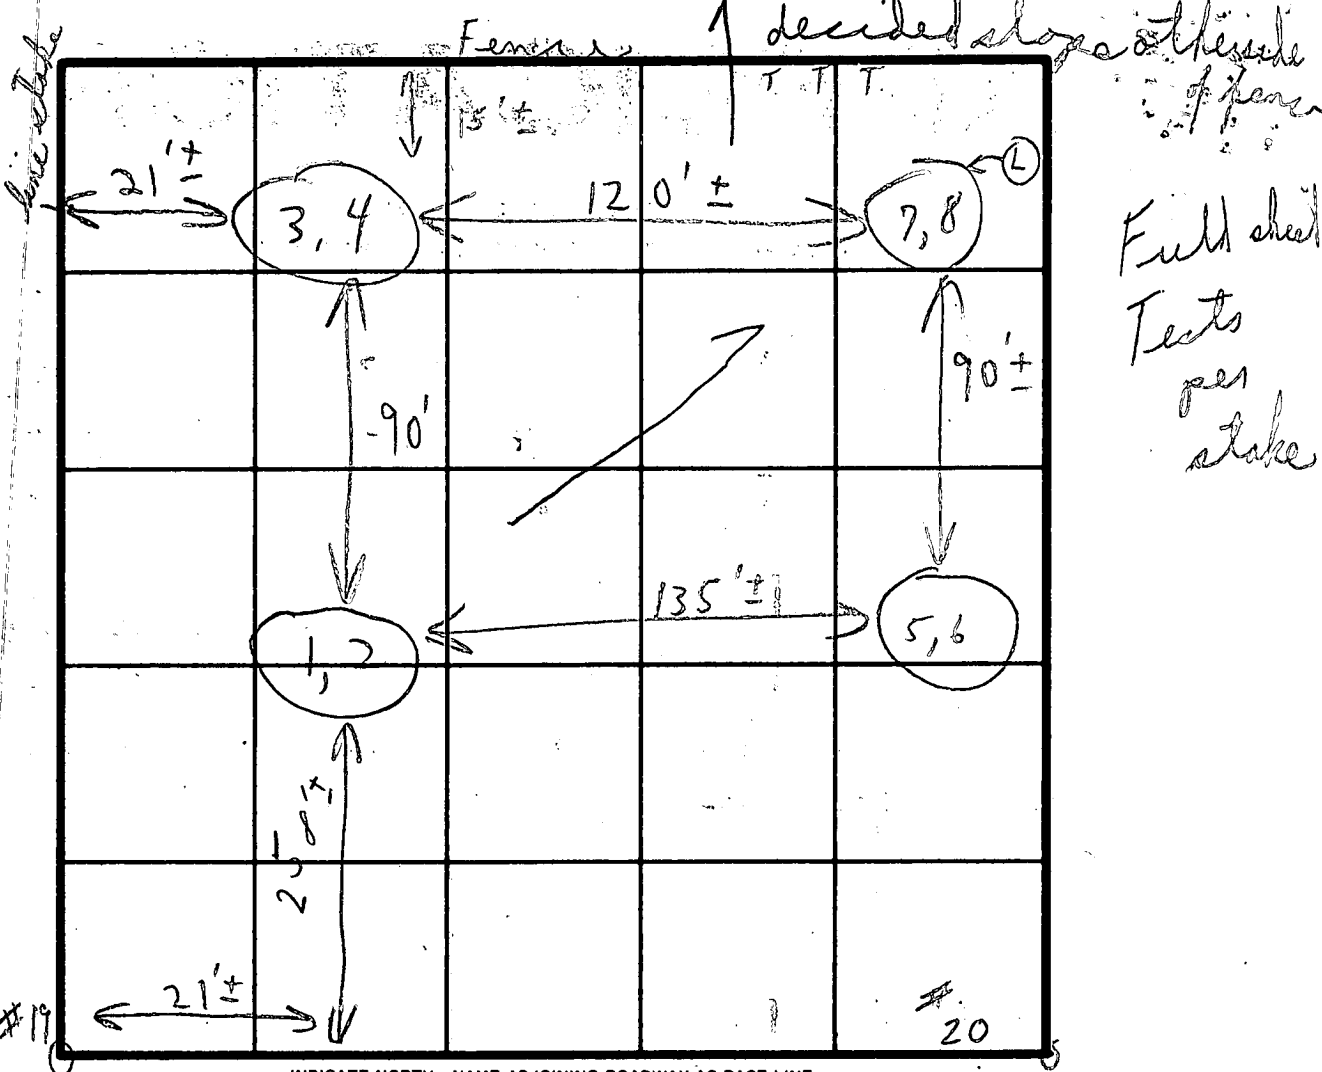 Fence
decided slope other side
of fence
line stake
T T T
15'±
21'±
120'±
L
3, 4
7, 8
Full sheet
Tests
per
stake
90'
90'±
135'±
1, 2
5, 6
258'±
21'±
#19
# 20
INDICATE NORTH - NAME ADJOINING ROADWAY AS BASE LINE